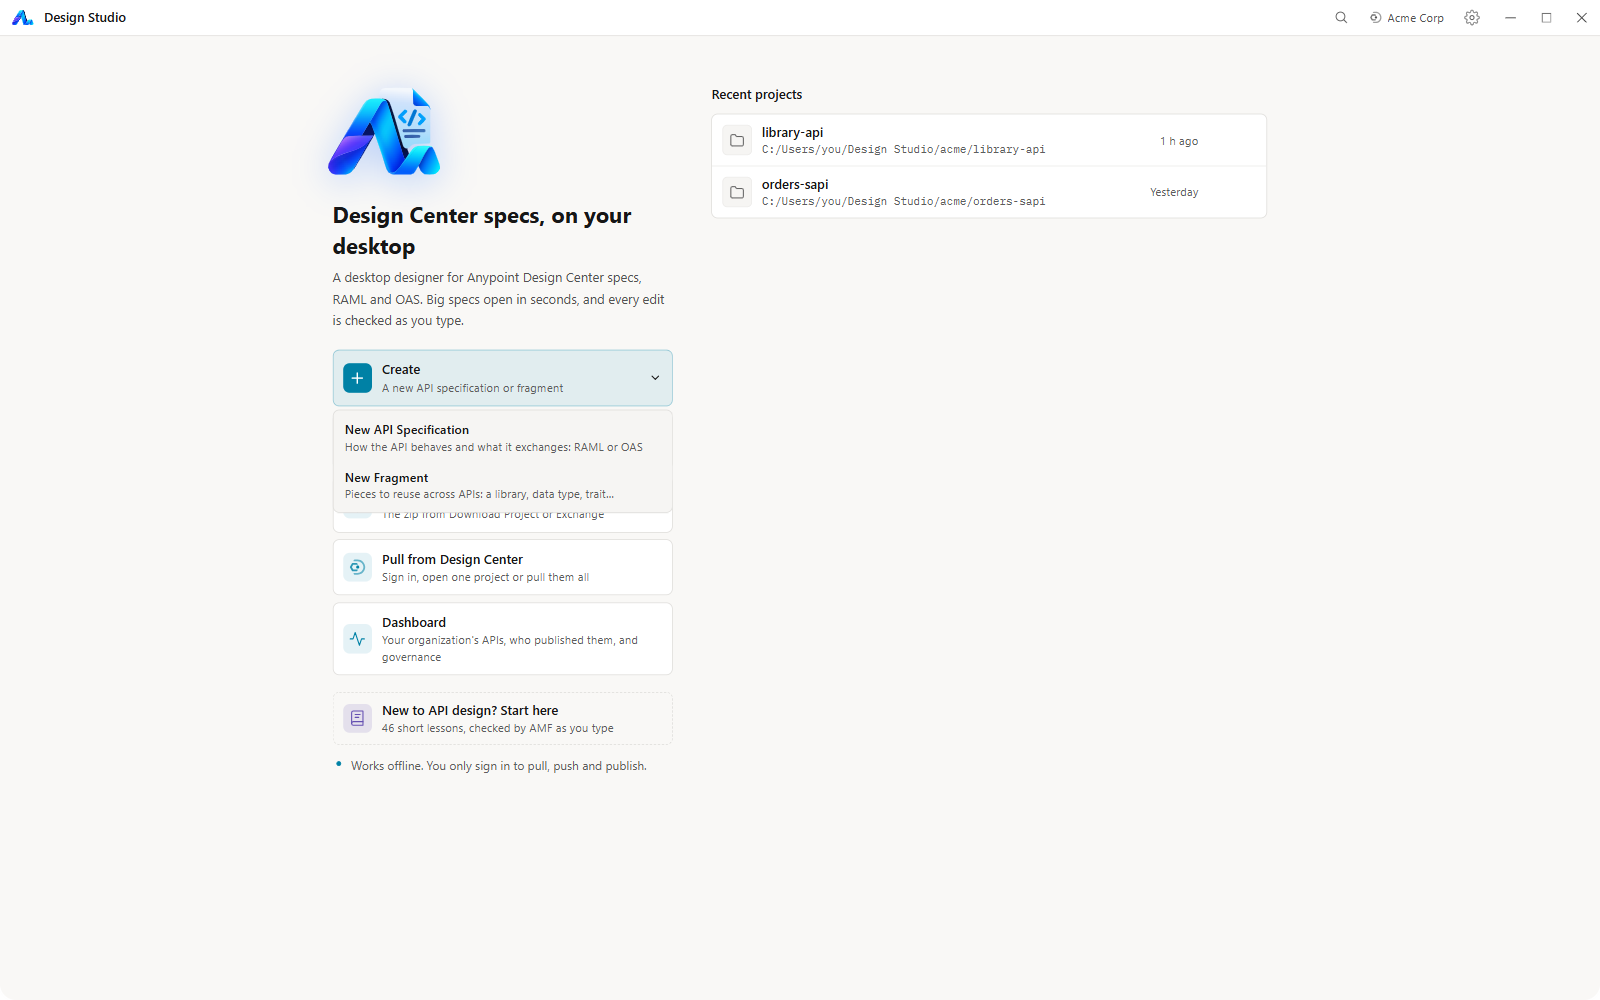 Design Studio
Acme Corp
Design Center specs, on your
desktop
A desktop designer for Anypoint Design Center specs,
RAML and OAS. Big specs open in seconds, and every edit
is checked as you type.
Create
A new API specification or fragment
New API Specification
How the API behaves and what it exchanges: RAML or OAS
New Fragment
Pieces to reuse across APIs: a library, data type, trait...
The zip from Download Project or Exchange
Pull from Design Center
Sign in, open one project or pull them all
Dashboard
Your organization's APIs, who published them, and
governance
New to API design? Start here
46 short lessons, checked by AMF as you type
Works offline. You only sign in to pull, push and publish.
Recent projects
library-api
C:/Users/you/Design Studio/acme/library-api
1 h ago
orders-sapi
C:/Users/you/Design Studio/acme/orders-sapi
Yesterday